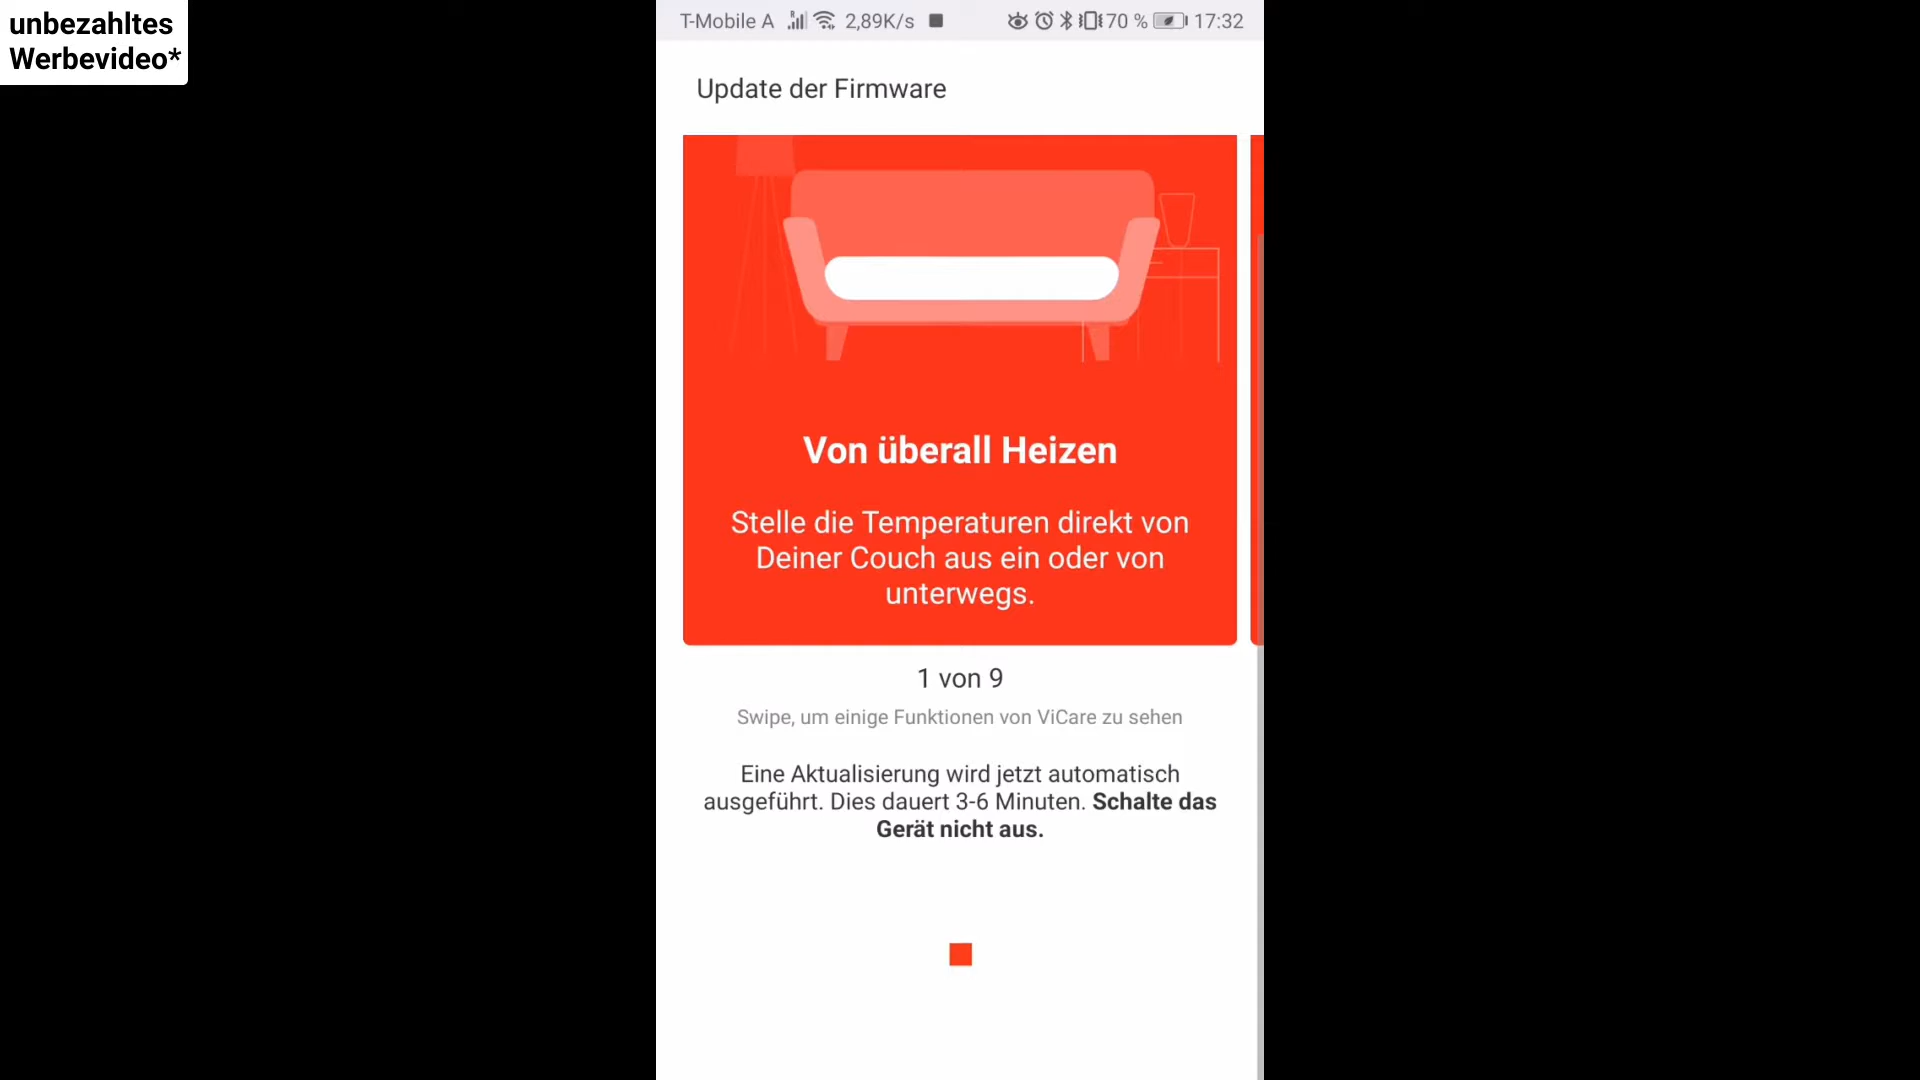 unbezahltes
Werbevideo*
T-Mobile A 2,89K/s 70 % 17:32
Update der Firmware
Von überall Heizen
Stelle die Temperaturen direkt von
Deiner Couch aus ein oder von
unterwegs.
1 von 9
Swipe, um einige Funktionen von ViCare zu sehen
Eine Aktualisierung wird jetzt automatisch
ausgeführt. Dies dauert 3-6 Minuten. Schalte das
Gerät nicht aus.